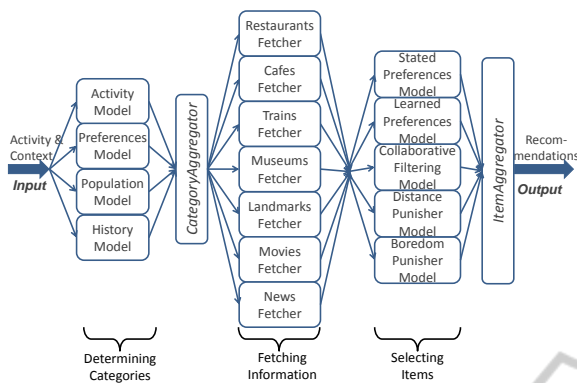 Activity &
Context
Input
Activity
Model
Preferences
Model
Population
Model
History
Model
CategoryAggregator
Restaurants
Fetcher
Cafes
Fetcher
Trains
Fetcher
Museums
Fetcher
Landmarks
Fetcher
Movies
Fetcher
News
Fetcher
Stated
Preferences
Model
Learned
Preferences
Model
Collaborative
Filtering
Model
Distance
Punisher
Model
Boredom
Punisher
Model
ItemAggregator
Recom-
mendations
Output
Determining
Categories
Fetching
Information
Selecting
Items